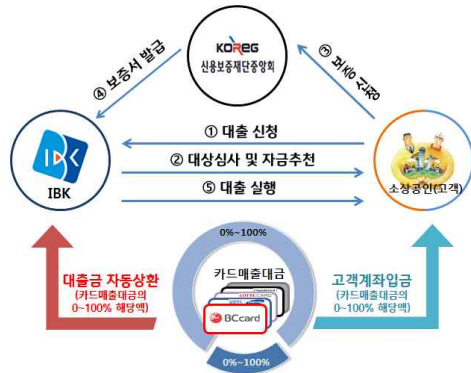 KOREG
신용보증재단중앙회
④ 보증서 발급
③ 보증 신청
① 대출 신청
② 대상심사 및 자금추천
⑤ 대출 실행
IBK
소상공인(고객)
0%~100%
카드매출대금
대출금 자동상환
(카드매출대금의
0~100% 해당액)
고객계좌입금
(카드매출대금의
0~100% 해당액)
LOTTE CARD
BCcard
0%~100%